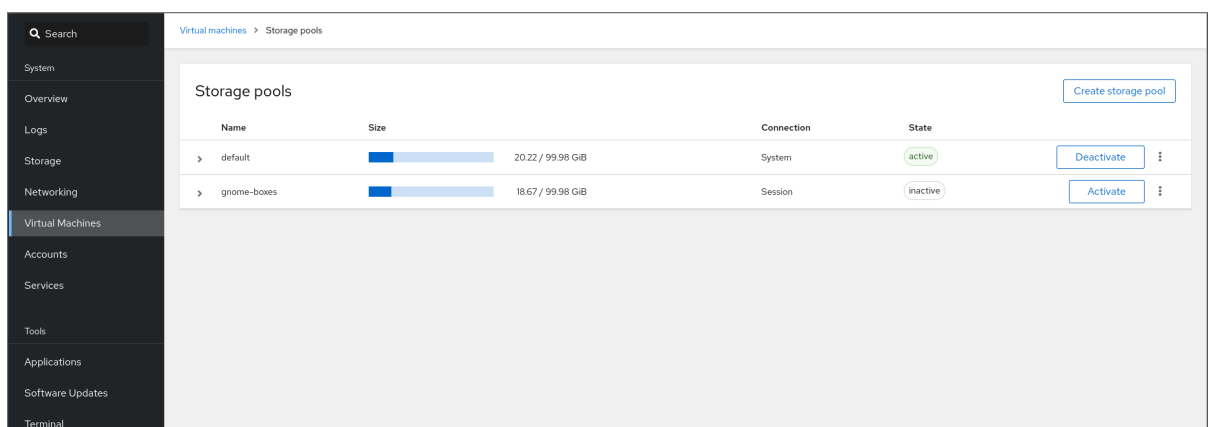 Search
System
Overview
Logs
Storage
Networking
Virtual Machines
Accounts
Services
Tools
Applications
Software Updates
Terminal
Virtual machines > Storage pools
Storage pools
Create storage pool
Name Size Connection State
default 20.22 / 99.98 GiB System active Deactivate
gnome-boxes 18.67 / 99.98 GiB Session inactive Activate